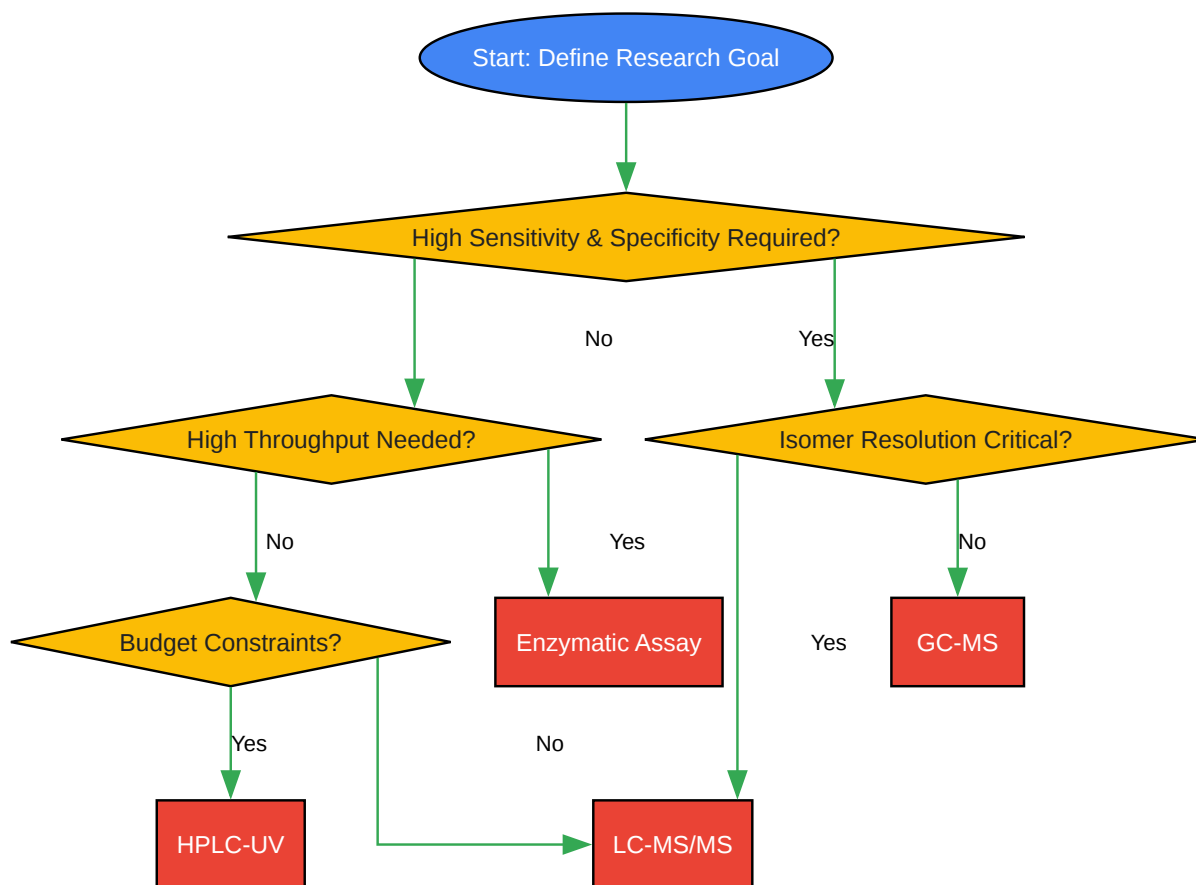 Start: Define Research Goal
High Sensitivity & Specificity Required?
No
Yes
High Throughput Needed?
Isomer Resolution Critical?
No
Yes
No
Budget Constraints?
Enzymatic Assay
Yes
GC-MS
Yes
No
HPLC-UV
LC-MS/MS